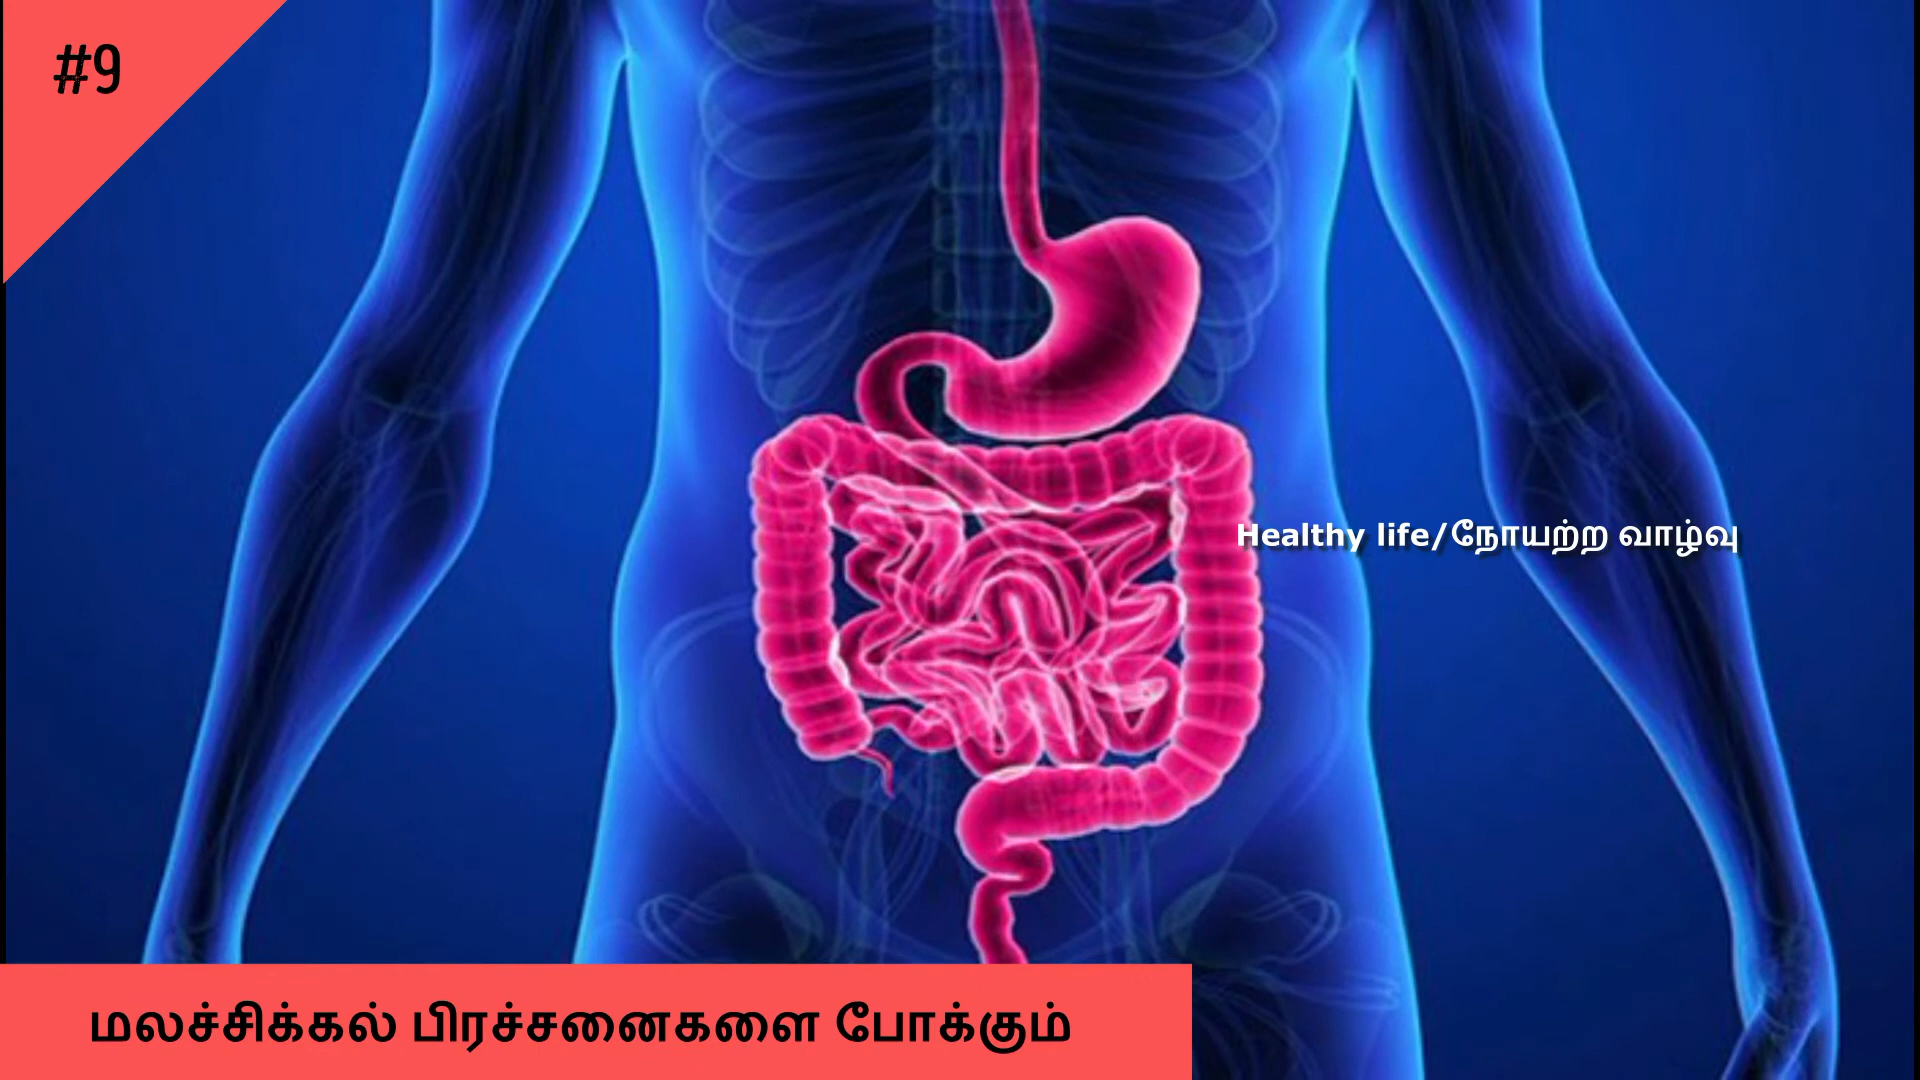 #9
Healthy life/நோயற்ற வாழ்வு
மலச்சிக்கல் பிரச்சனைகளை போக்கும்